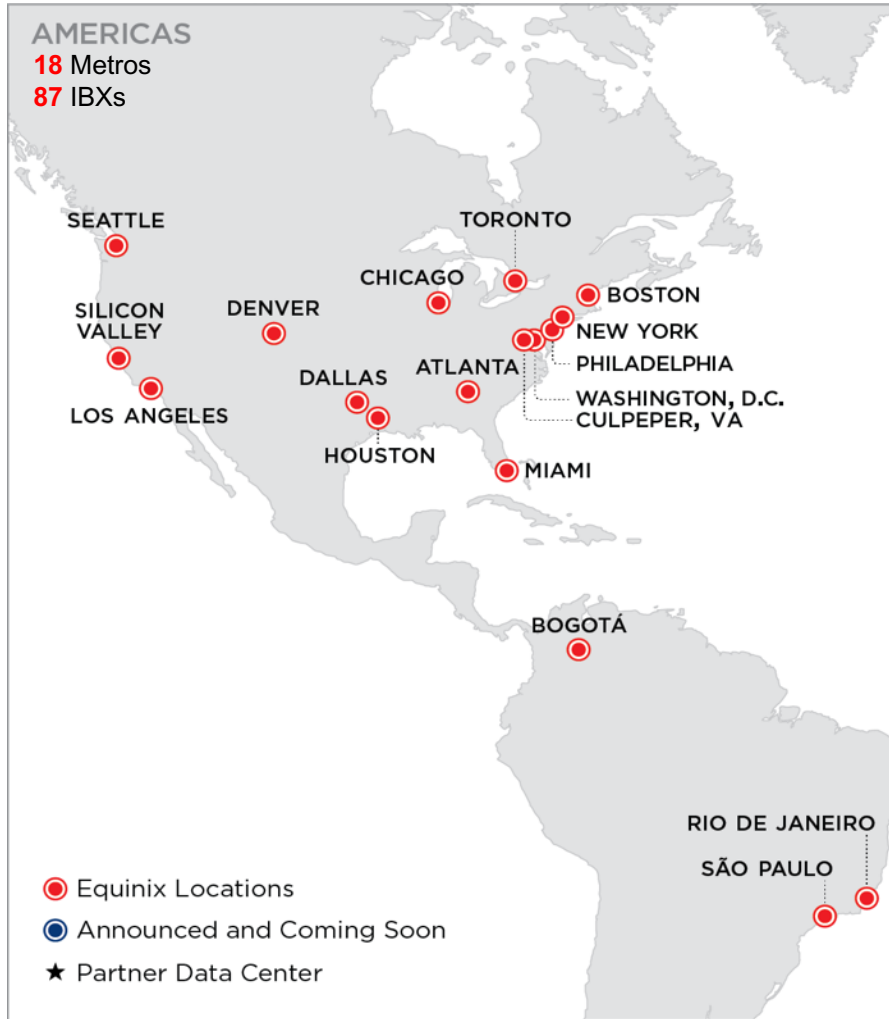 AMERICAS
18 Metros
87 IBXs
SEATTLE
TORONTO
CHICAGO
BOSTON
SILICON
VALLEY
DENVER
NEW YORK
PHILADELPHIA
ATLANTA
DALLAS
WASHINGTON, D.C.
LOS ANGELES
CULPEPER, VA
HOUSTON
MIAMI
BOGOTÁ
RIO DE JANEIRO
SÃO PAULO
Equinix Locations
Announced and Coming Soon
Partner Data Center